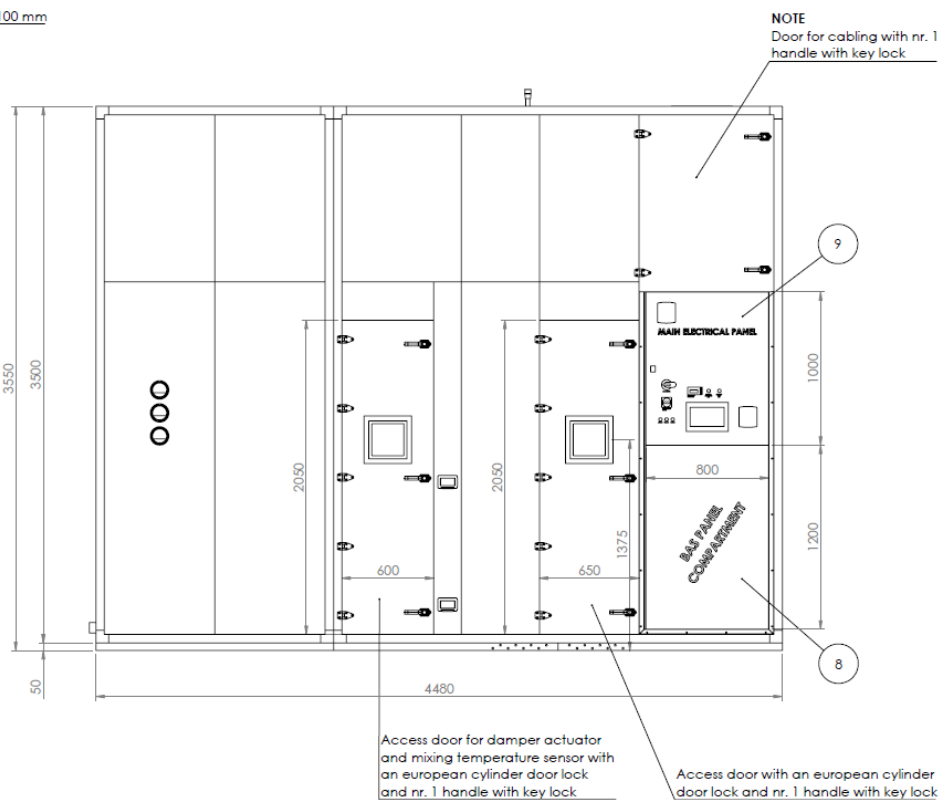 100 mm
NOTE
Door for cabling with nr. 1
handle with key lock
9
MAIN ELECTRICAL PANEL
3550
3500
1000
2050
2050
800
1375
1200
BAS PANEL
COMPARTMENT
600
650
8
50
4480
Access door for damper actuator
and mixing temperature sensor with
an european cylinder door lock
and nr. 1 handle with key lock
Access door with an european cylinder
door lock and nr. 1 handle with key lock